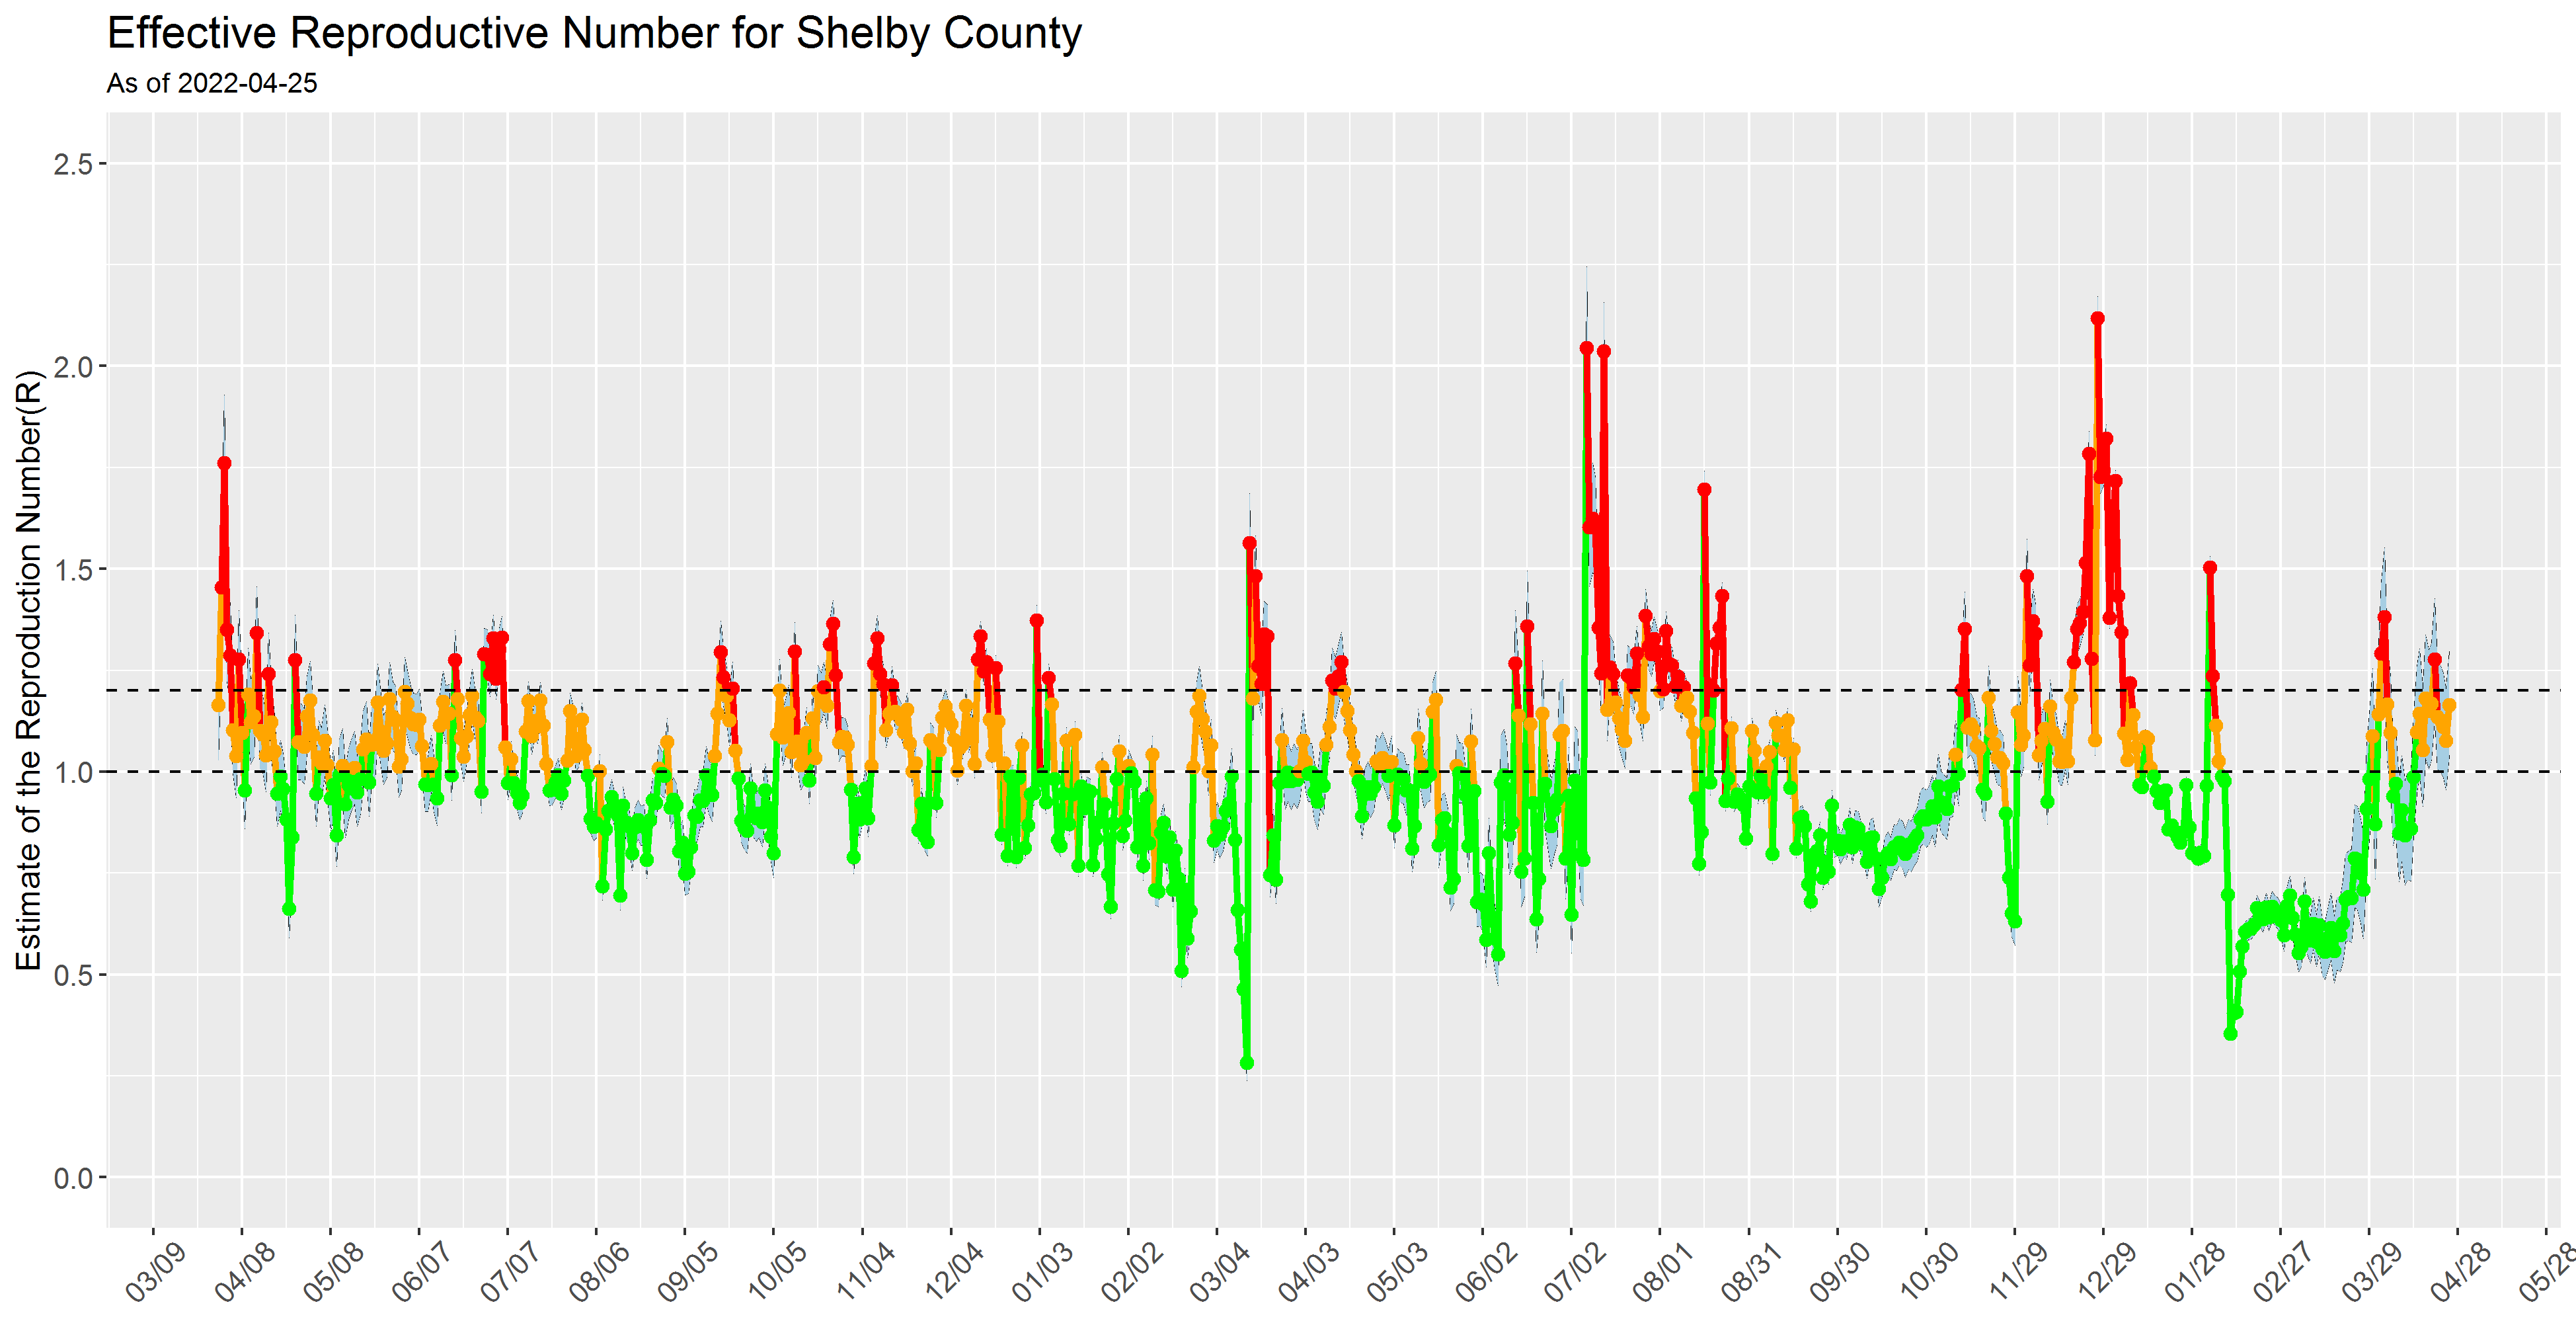 Effective Reproductive Number for Shelby County
As of 2022-04-25
Estimate of the Reproduction Number(R)
2.5
2.0
1.5
1.0
0.5
0.0
03/09 04/08 05/08 06/07 07/07 08/06 09/05 10/05 11/04 12/04 01/03 02/02 03/04 04/03 05/03 06/02 07/02 08/01 08/31 09/30 10/30 11/29 12/29 01/28 02/27 03/29 04/28 05/28